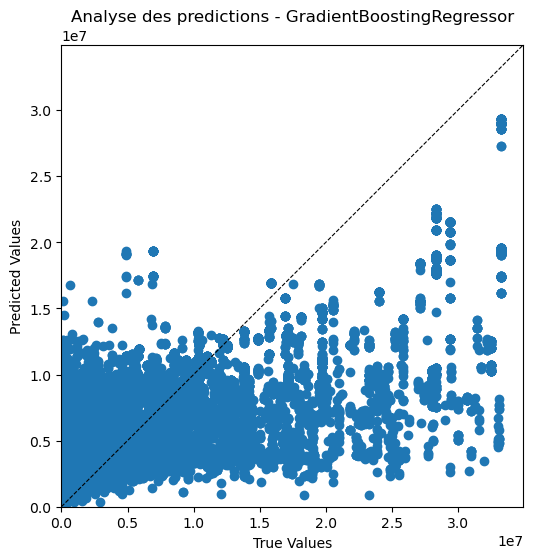 Analyse des predictions - GradientBoostingRegressor
1e7
3.0
2.5
2.0
1.5
1.0
0.5
0.0
Predicted Values
0.0 0.5 1.0 1.5 2.0 2.5 3.0
True Values
1e7